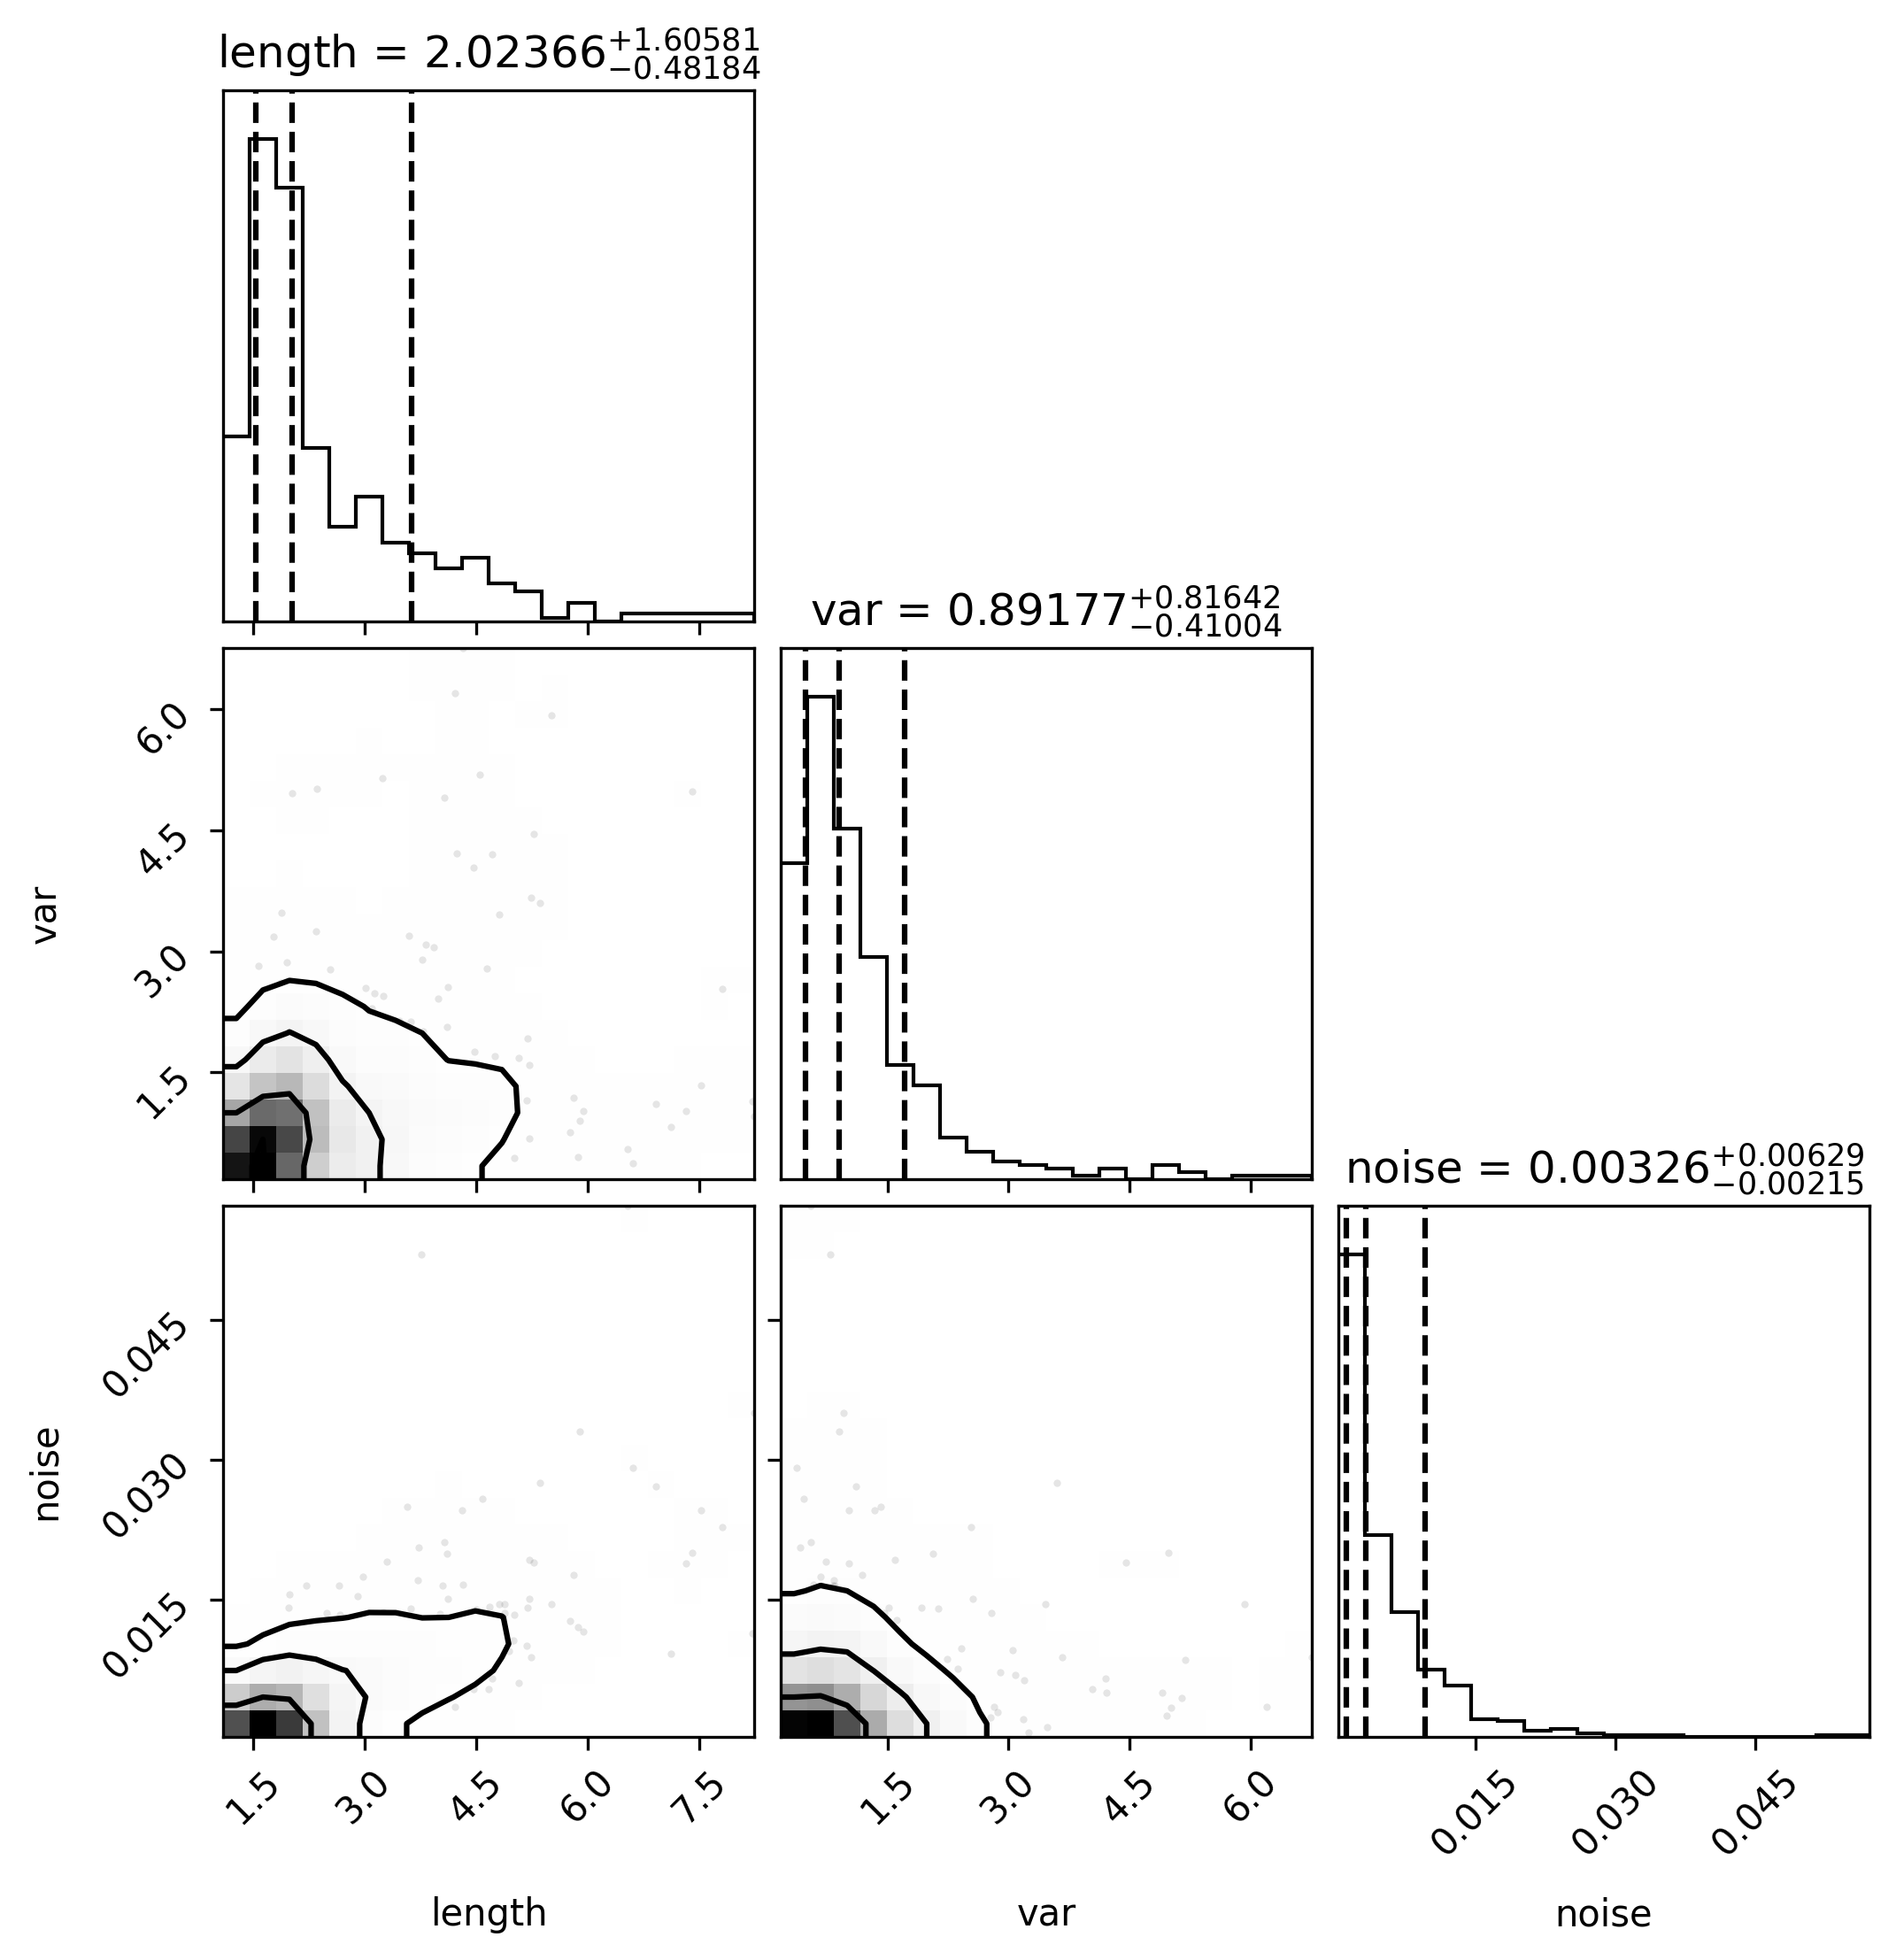 length = 2.02366+1.60581−0.48184
var = 0.89177+0.81642−0.41004
6.0
4.5
3.0
1.5
var
noise = 0.00326+0.00629−0.00215
0.045
0.030
0.015
noise
1.5 3.0 4.5 6.0 7.5 1.5 3.0 4.5 6.0 0.015 0.030 0.045
length var noise